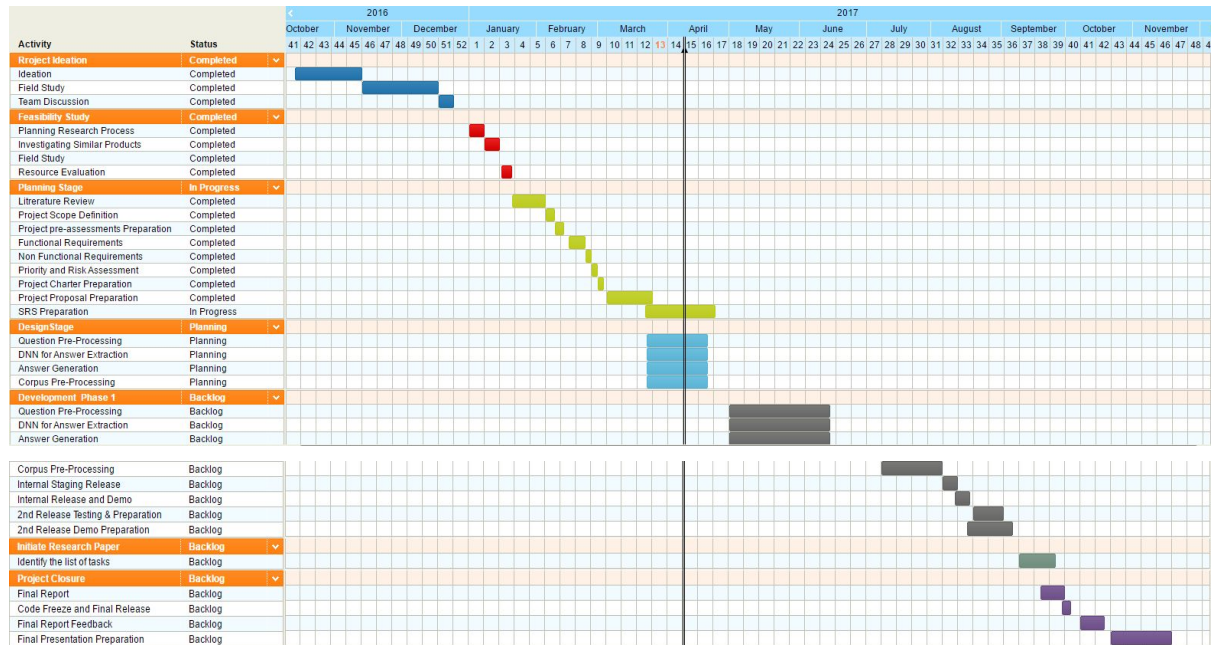 2016 2017
October November December January February March April May June July August September October November
Activity Status 41 42 43 44 45 46 47 48 49 50 51 52 1 2 3 4 5 6 7 8 9 10 11 12 13 14 15 16 17 18 19 20 21 22 23 24 25 26 27 28 29 30 31 32 33 34 35 36 37 38 39 40 41 42 43 44 45 46 47 48 4
Rroject Ideation Completed
Ideation Completed
Field Study Completed
Team Discussion Completed
Feasibility Study Completed
Planning Research Process Completed
Investigating Similar Products Completed
Field Study Completed
Resource Evaluation Completed
Planning Stage In Progress
Litrerature Review Completed
Project Scope Definition Completed
Project pre-assessments Preparation Completed
Functional Requirements Completed
Non Functional Requirements Completed
Priority and Risk Assessment Completed
Project Charter Preparation Completed
Project Proposal Preparation Completed
SRS Preparation In Progress
DesignStage Planning
Question Pre-Processing Planning
DNN for Answer Extraction Planning
Answer Generation Planning
Corpus Pre-Processing Planning
Development Phase 1 Backlog
Question Pre-Processing Backlog
DNN for Answer Extraction Backlog
Answer Generation Backlog
Corpus Pre-Processing Backlog
Internal Staging Release Backlog
Internal Release and Demo Backlog
2nd Release Testing & Preparation Backlog
2nd Release Demo Preparation Backlog
Initiate Research Paper Backlog
Identify the list of tasks Backlog
Project Closure Backlog
Final Report Backlog
Code Freeze and Final Release Backlog
Final Report Feedback Backlog
Final Presentation Preparation Backlog